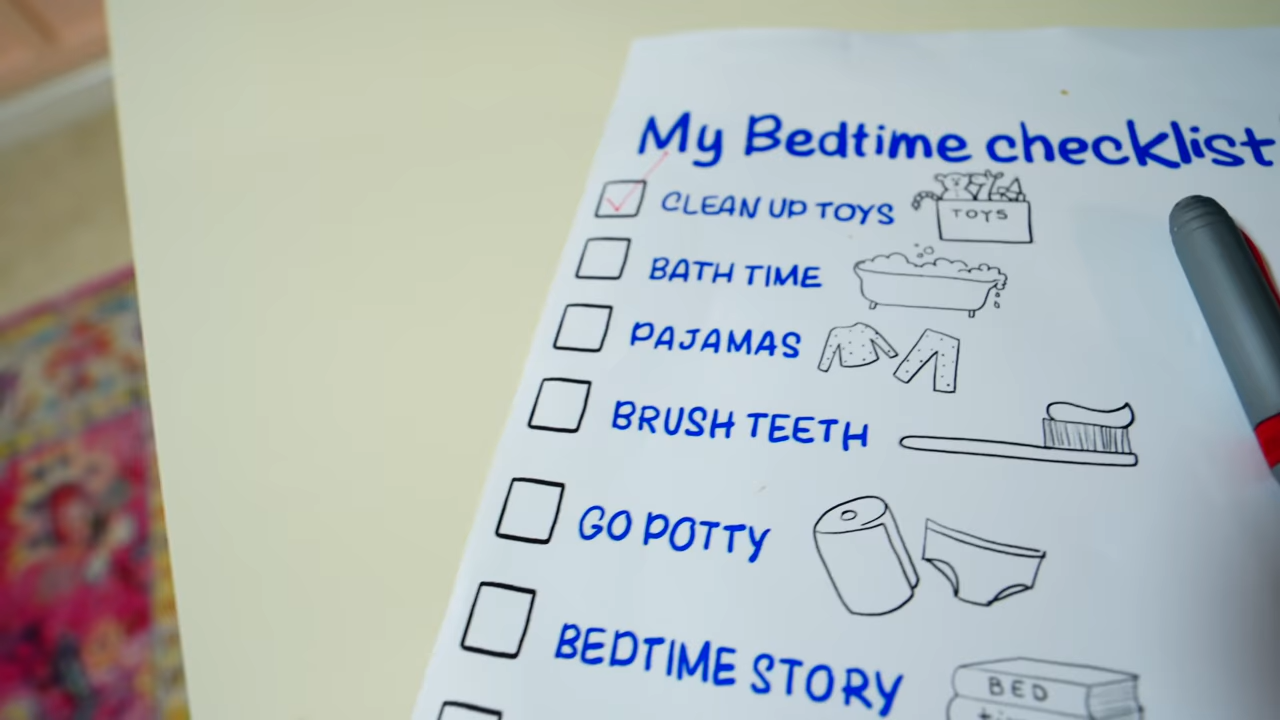 My Bedtime checklist
CLEAN UP TOYS
TOYS
BATH TIME
PAJAMAS
BRUSH TEETH
GO POTTY
BEDTIME STORY
BED